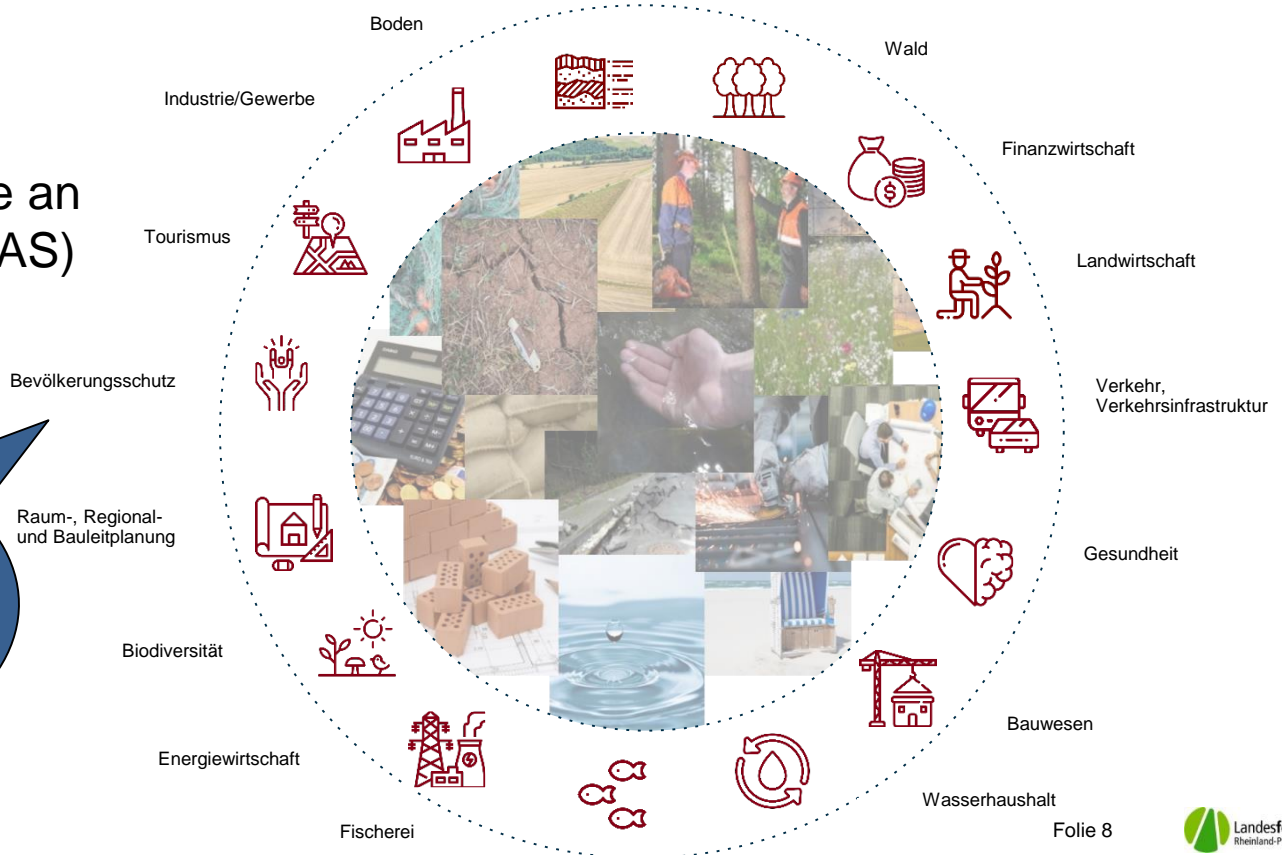 Boden
Wald
Industrie/Gewerbe
Finanzwirtschaft
e an
AS)
Tourismus
Landwirtschaft
Bevölkerungsschutz
Verkehr,
Verkehrsinfrastruktur
Raum-, Regional-
und Bauleitplanung
Gesundheit
Biodiversität
Bauwesen
Energiewirtschaft
Wasserhaushalt
Fischerei
Folie 8
Landesf
Rheinland-P